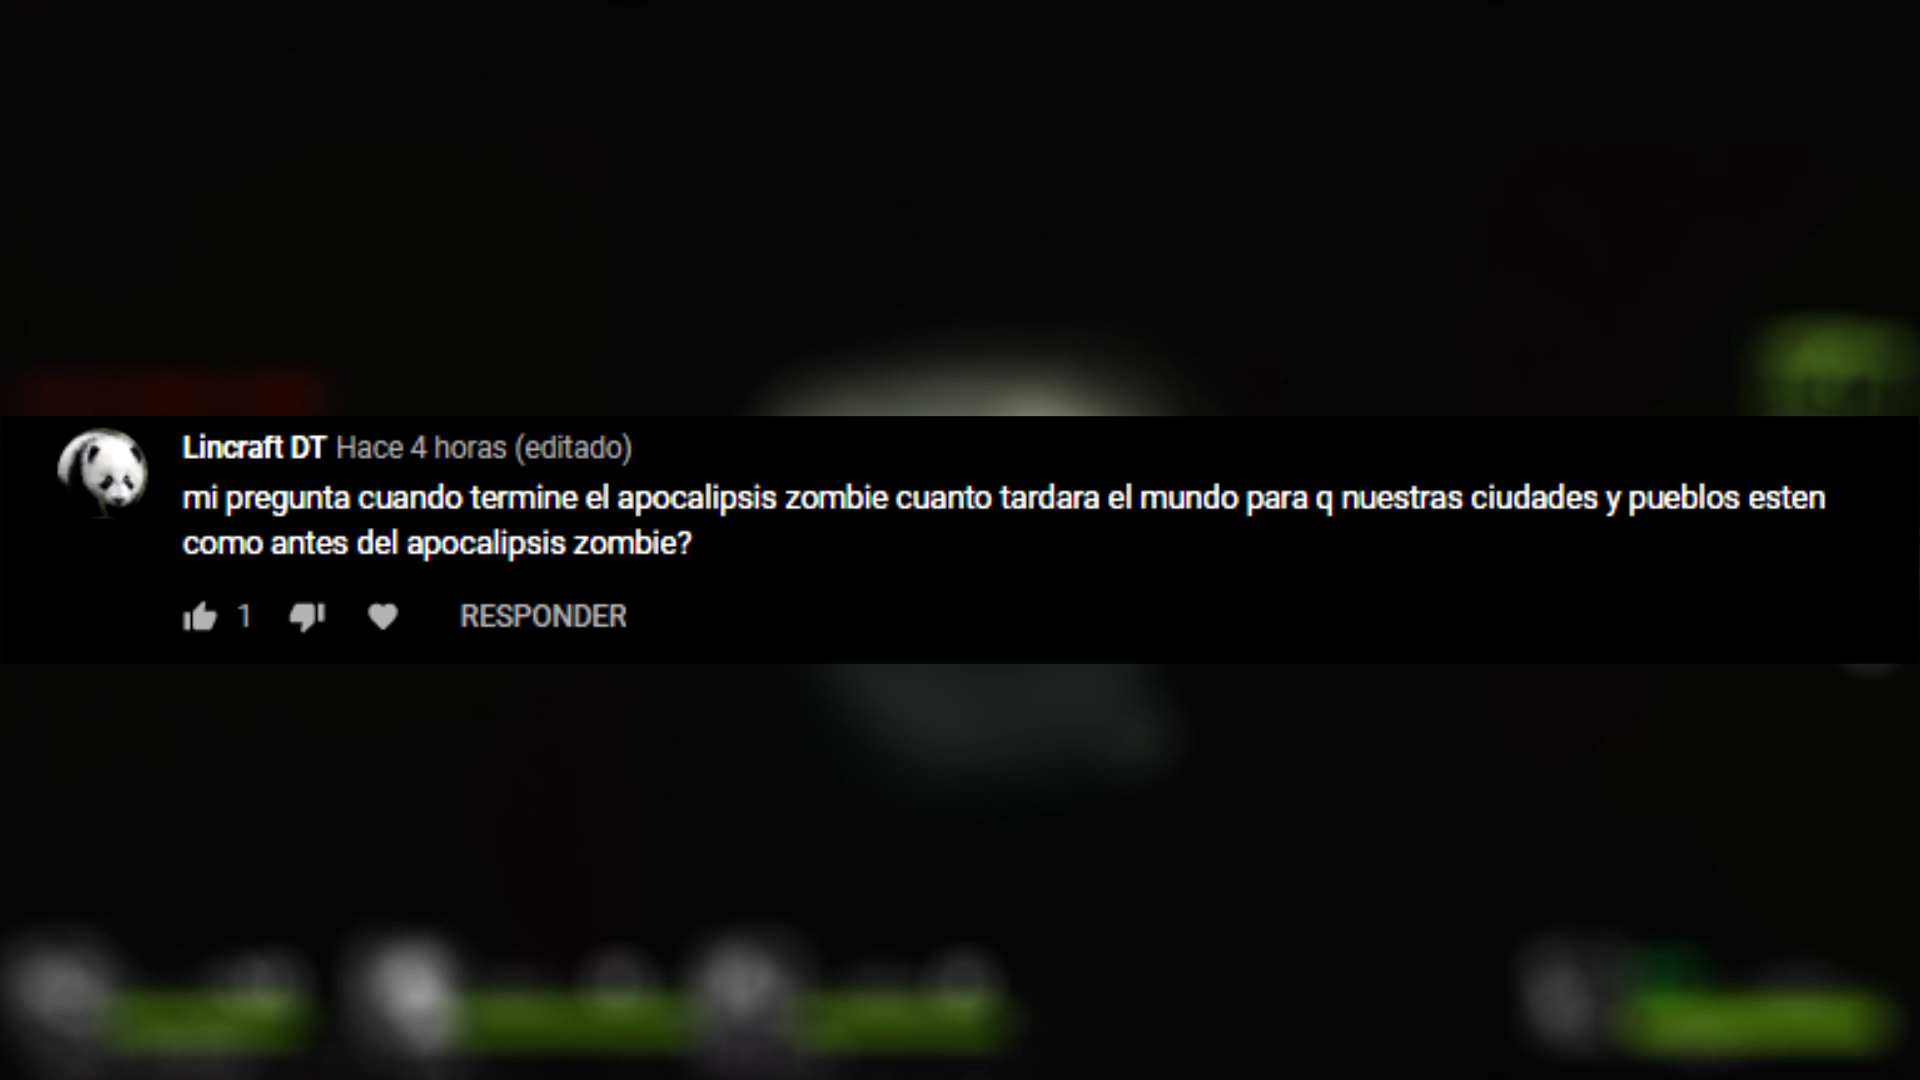 Lincraft DT Hace 4 horas (editado)
mi pregunta cuando termine el apocalipsis zombie cuanto tardara el mundo para q nuestras ciudades y pueblos esten
como antes del apocalipsis zombie?
1 RESPONDER